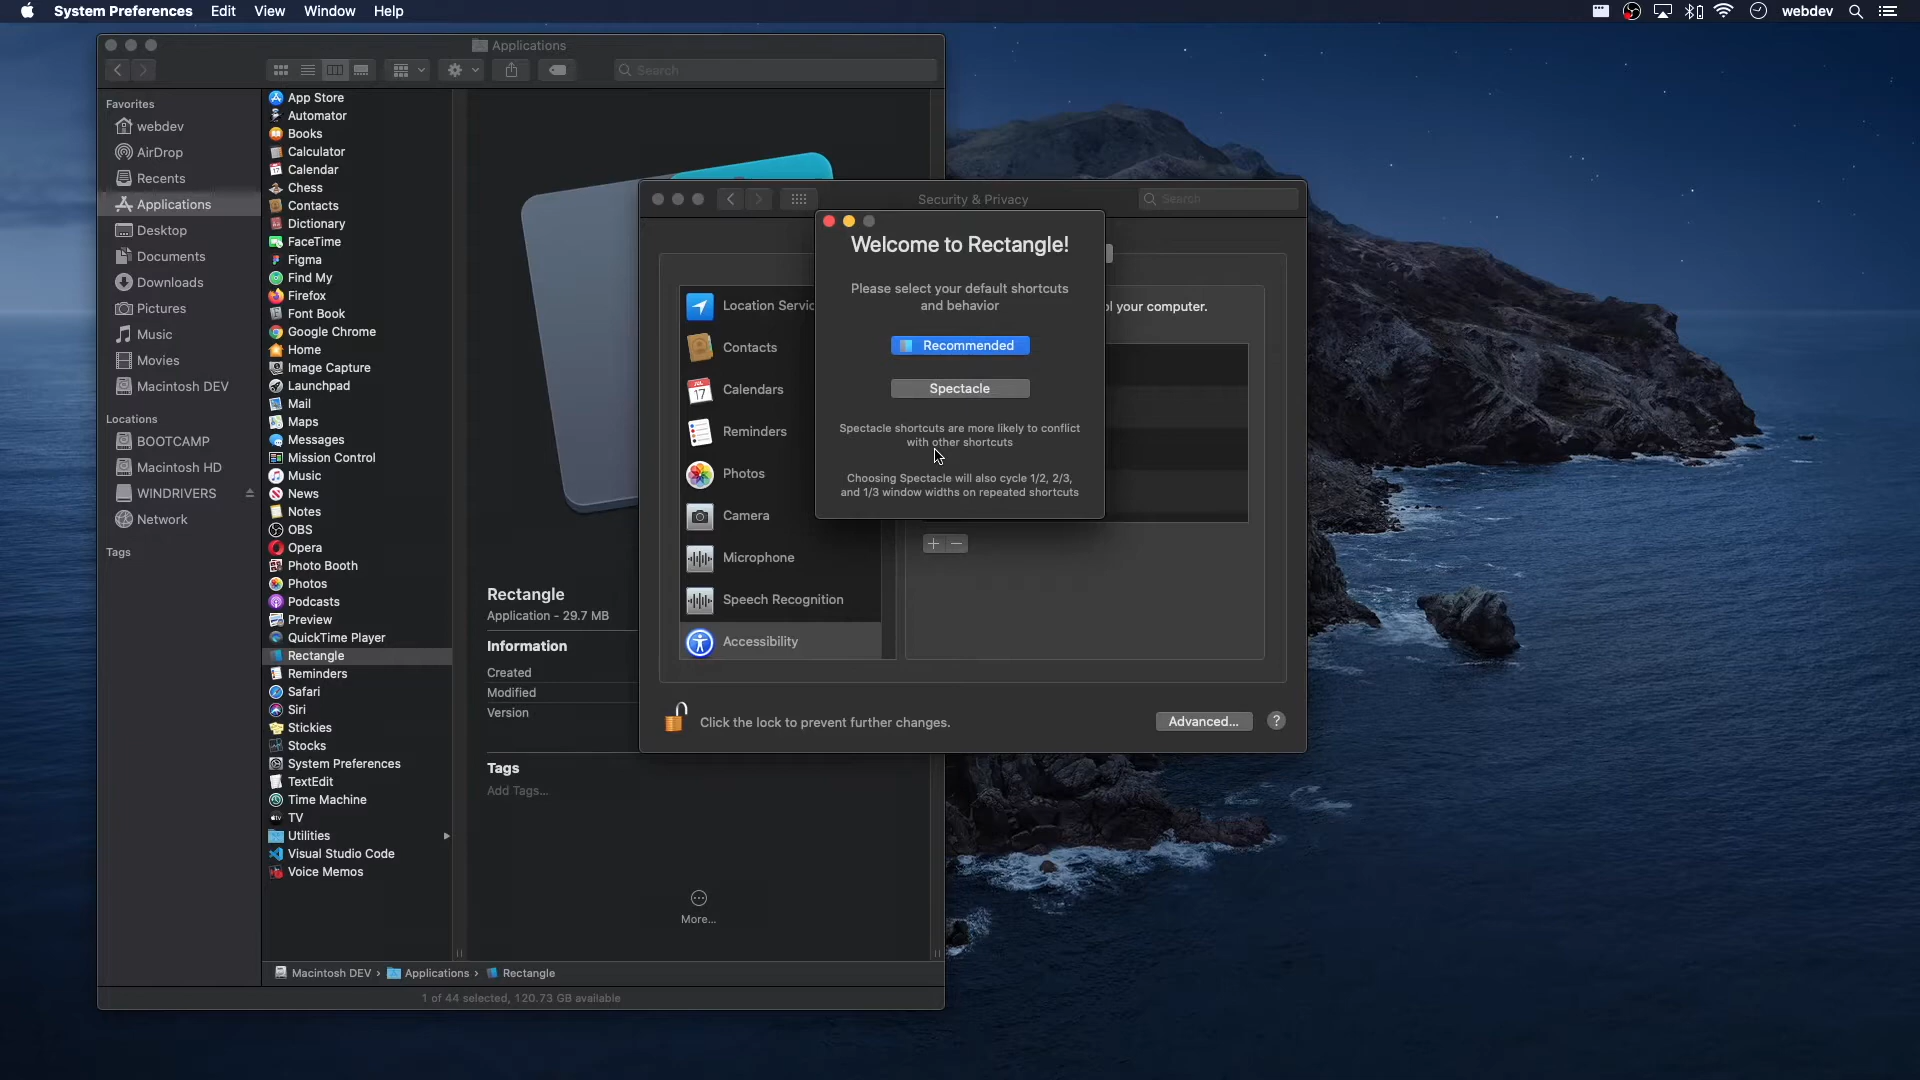 System Preferences Edit View Window Help
webdev
Applications
Search
Favorites
webdev
AirDrop
Recents
Applications
Desktop
Documents
Downloads
Pictures
Music
Movies
Macintosh DEV
Locations
BOOTCAMP
Macintosh HD
WINDRIVERS
Network
Tags
App Store
Automator
Books
Calculator
Calendar
Chess
Contacts
Dictionary
FaceTime
Figma
Find My
Firefox
Font Book
Google Chrome
Home
Image Capture
Launchpad
Mail
Maps
Messages
Mission Control
Music
News
Notes
OBS
Opera
Photo Booth
Photos
Podcasts
Preview
QuickTime Player
Rectangle
Reminders
Safari
Siri
Stickies
Stocks
System Preferences
TextEdit
Time Machine
TV
Utilities
Visual Studio Code
Voice Memos
Rectangle
Application - 29.7 MB
Information
Created
Modified
Version
Tags
Add Tags...
More...
Macintosh DEV › Applications › Rectangle
1 of 44 selected, 120.73 GB available
Security & Privacy
Search
Location Servic
Contacts
JUL
17
Calendars
Reminders
Photos
Camera
Microphone
Speech Recognition
Accessibility
ol your computer.
Click the lock to prevent further changes.
Advanced...
?
Welcome to Rectangle!
Please select your default shortcuts
and behavior
Recommended
Spectacle
Spectacle shortcuts are more likely to conflict
with other shortcuts
Choosing Spectacle will also cycle 1/2, 2/3,
and 1/3 window widths on repeated shortcuts